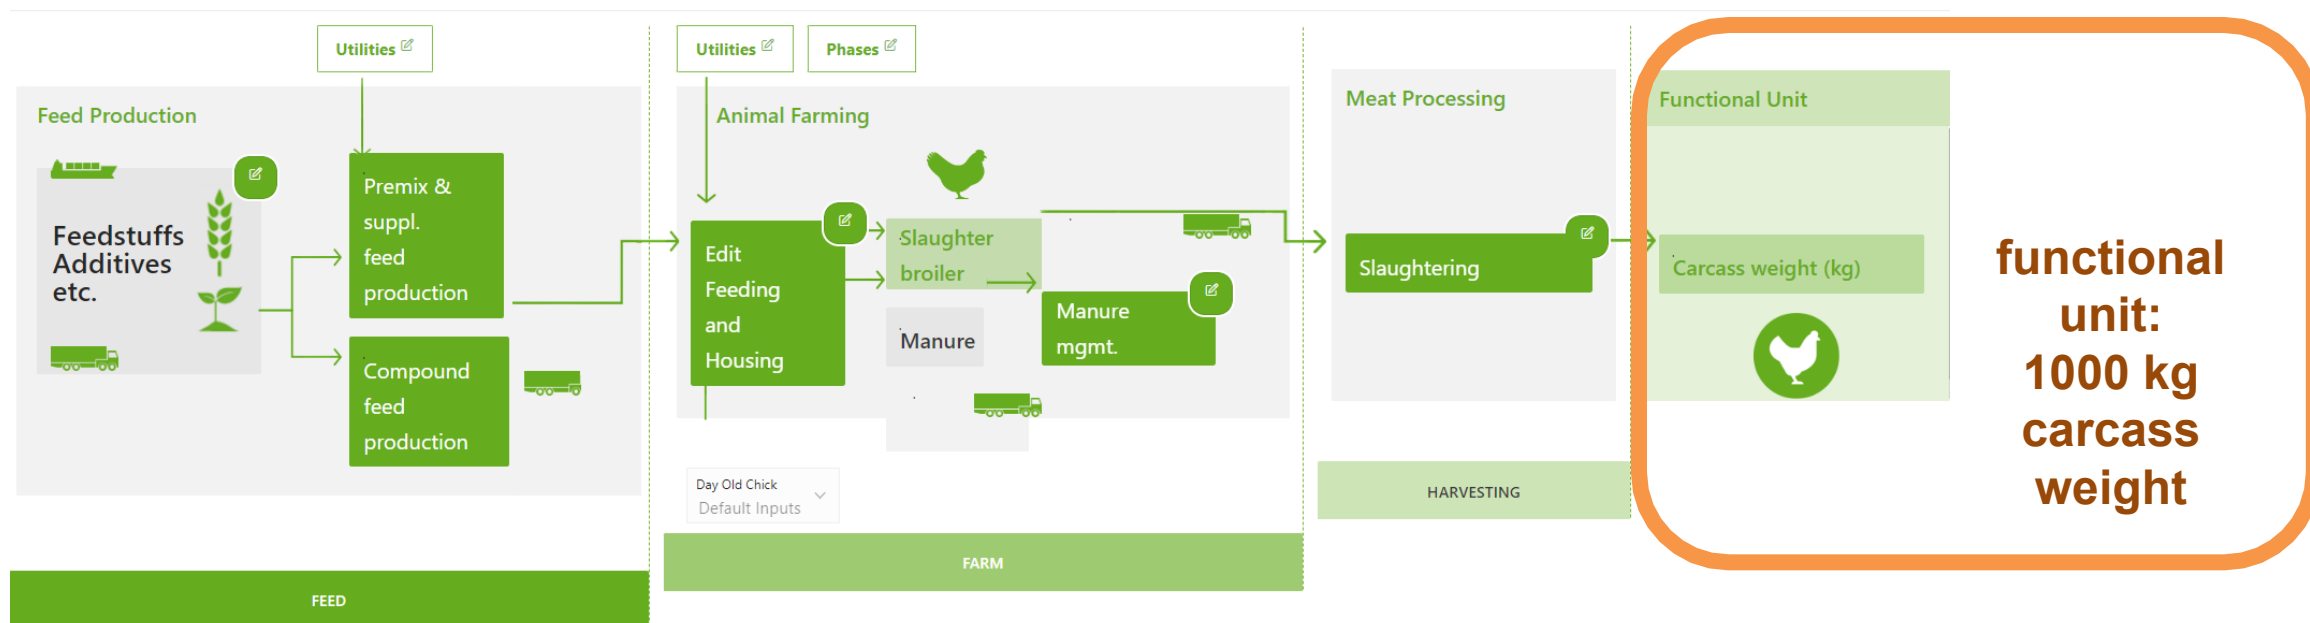 Utilities
Feed Production
Feedstuffs
Additives
etc.
Premix &
suppl.
feed
production
Compound
feed
production
FEED
Utilities
Phases
Animal Farming
Edit
Feeding
and
Housing
Slaughter
broiler
Manure
Manure
mgmt.
Day Old Chick
Default Inputs
FARM
Meat Processing
Slaughtering
HARVESTING
Functional Unit
Carcass weight (kg)
functional
unit:
1000 kg
carcass
weight